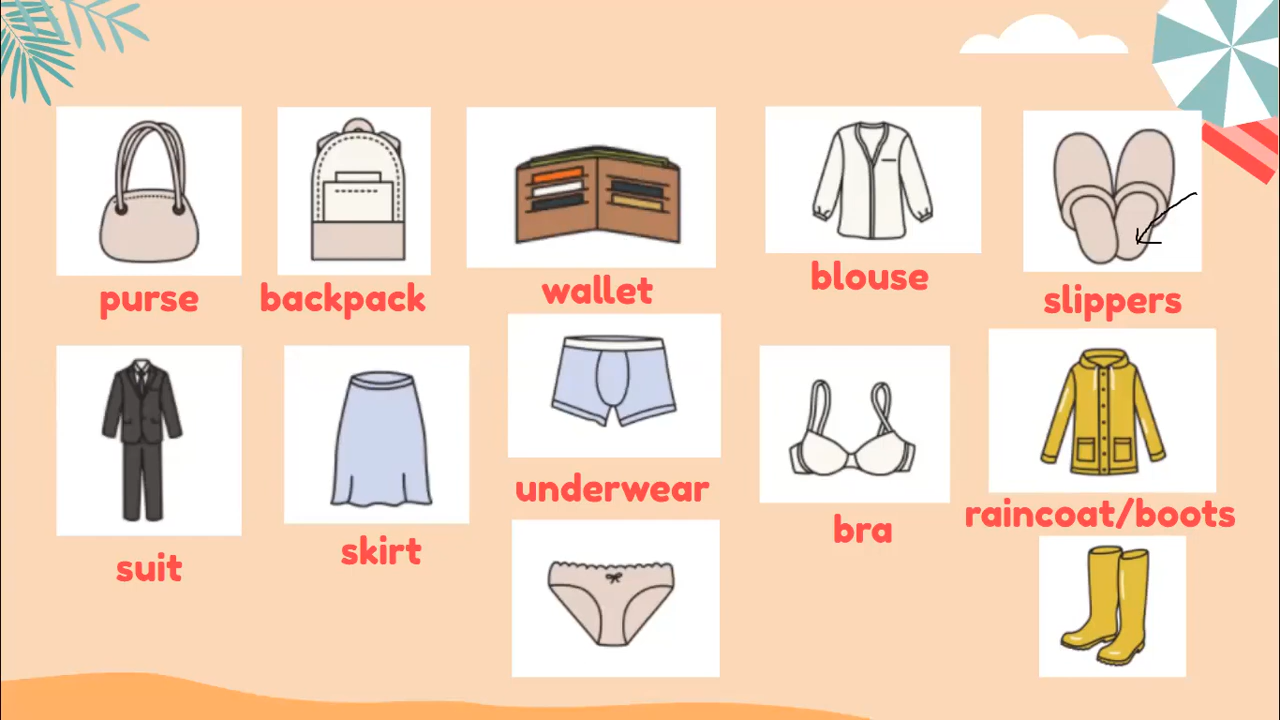 purse
backpack
wallet
blouse
slippers
suit
skirt
underwear
bra
raincoat/boots